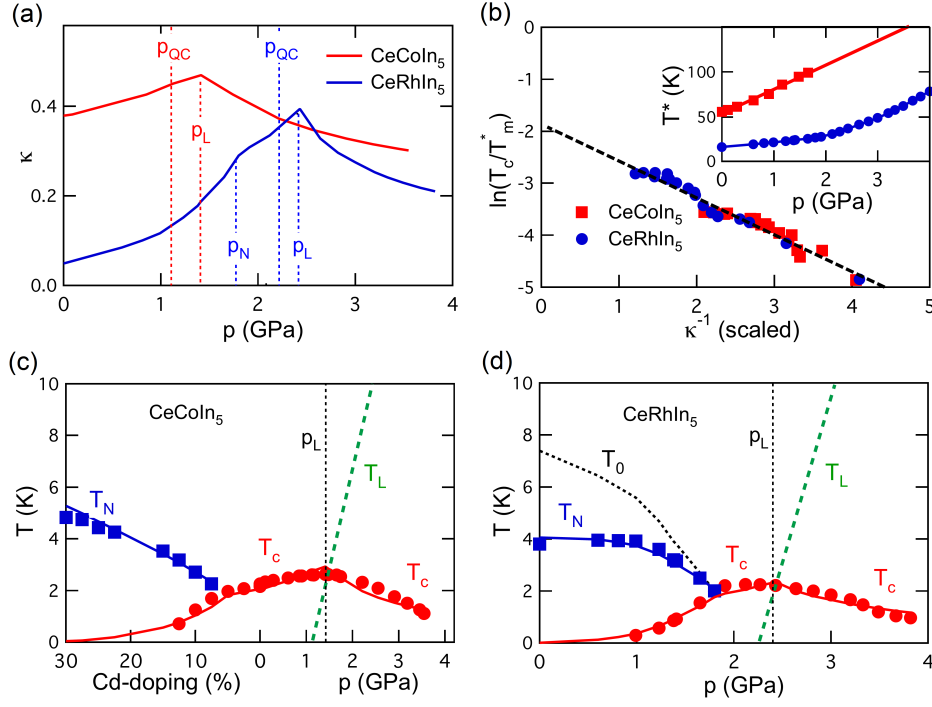 (a)
0.4
0.2
0.0
κ
p_QC
p_QC
CeCoIn₅
CeRhIn₅
p_L
p_N
p_L
0 1 2 3 4
p (GPa)
(b)
0
-1
-2
-3
-4
-5
ln(T_c/T*_m)
100
50
0
T* (K)
0 1 2 3
p (GPa)
CeCoIn₅
CeRhIn₅
0 1 2 3 4 5
κ⁻¹ (scaled)
(c)
10
8
6
4
2
0
T (K)
CeCoIn₅
p_L
T_L
T_N
T_c
T_c
30 20 10 0 1 2 3 4
Cd-doping (%) p (GPa)
(d)
10
8
6
4
2
0
T (K)
CeRhIn₅
p_L
T_0
T_L
T_N
T_c
T_c
0 1 2 3 4
p (GPa)